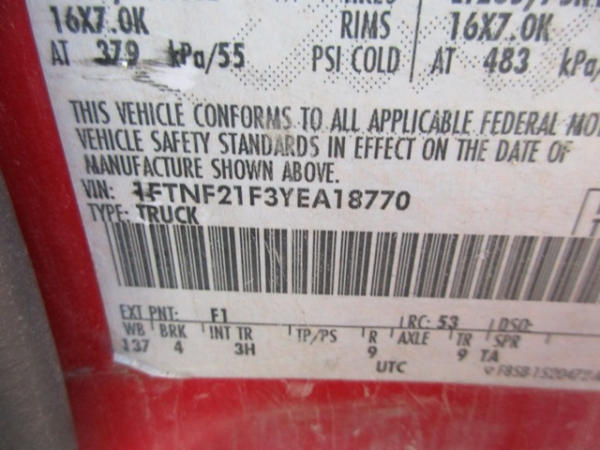 16X7.0K RIMS 16X7.0K
AT 379 kPa/55 PSI COLD AT 483 kPa/
THIS VEHICLE CONFORMS TO ALL APPLICABLE FEDERAL MOT
VEHICLE SAFETY STANDARDS IN EFFECT ON THE DATE OF
MANUFACTURE SHOWN ABOVE.
VIN: 1FTNF21F3YEA18770
TYPE: TRUCK
EXT PNT: F1 RC: 53 DSO:
WB BRK INT TR TP/PS R AXLE TR SPR
137 4 3H 9 9 TA
UTC